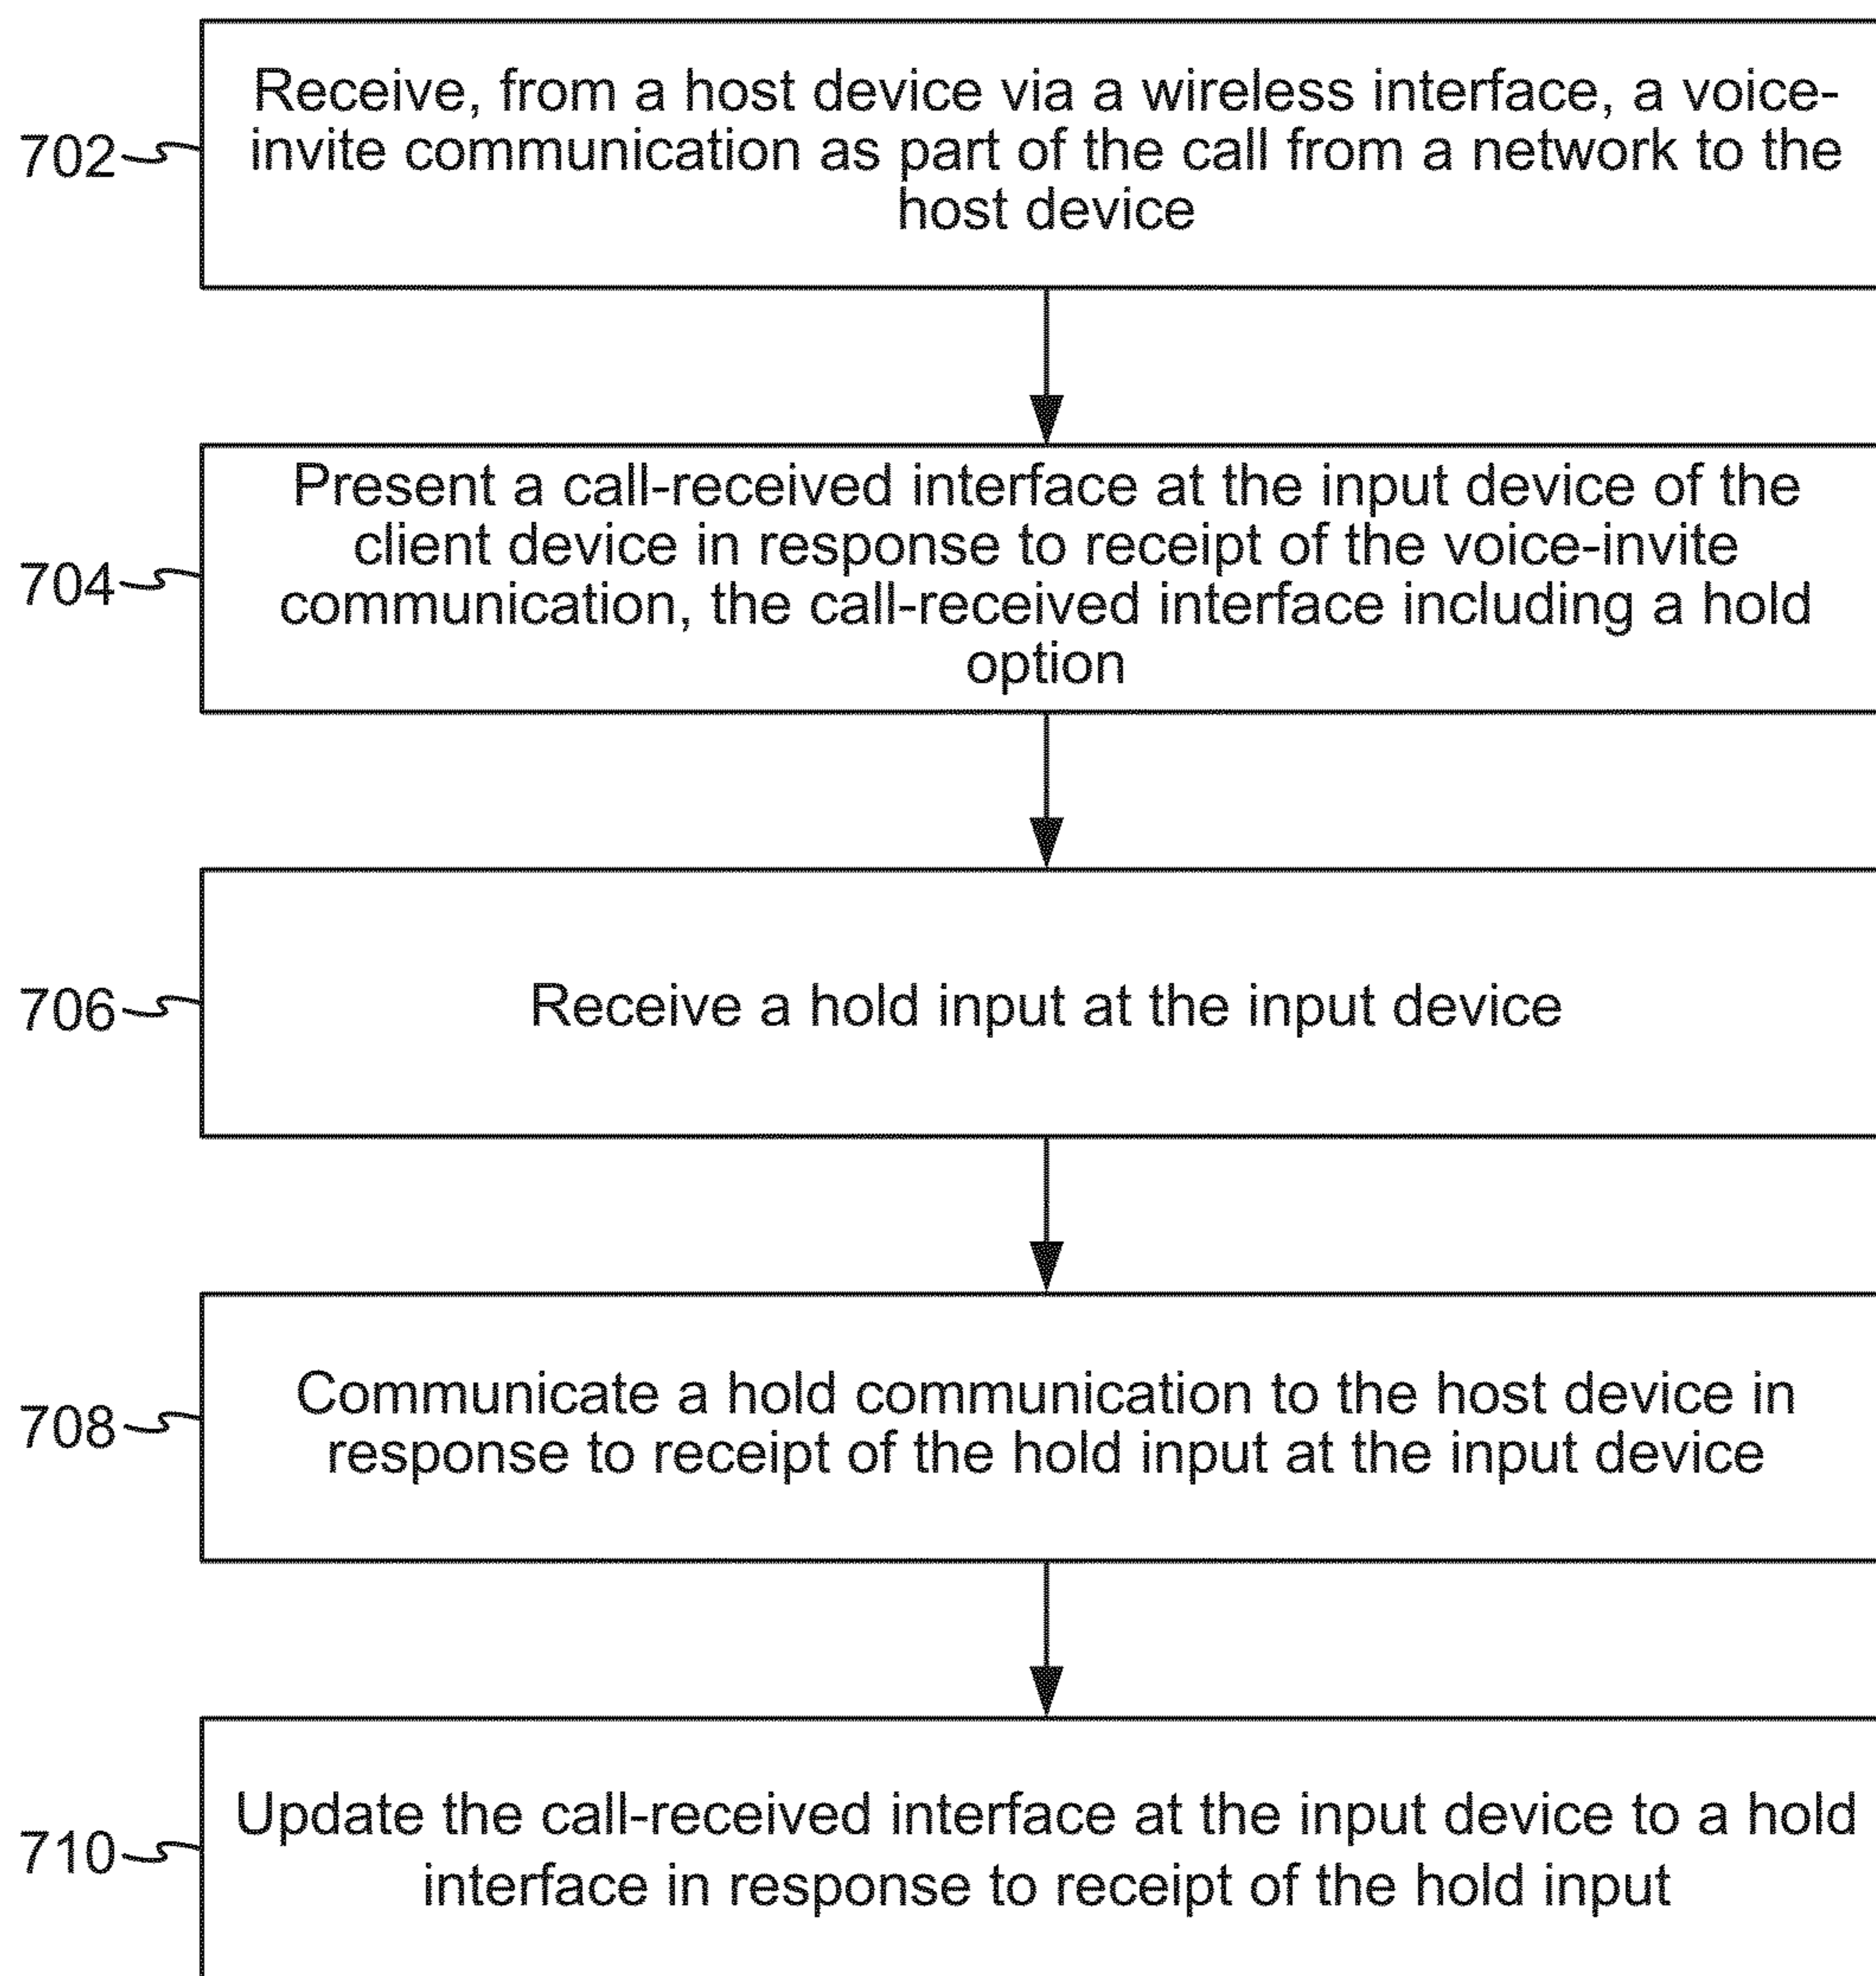 702
Receive, from a host device via a wireless interface, a voice-
invite communication as part of the call from a network to the
host device
704
Present a call-received interface at the input device of the
client device in response to receipt of the voice-invite
communication, the call-received interface including a hold
option
706
Receive a hold input at the input device
708
Communicate a hold communication to the host device in
response to receipt of the hold input at the input device
710
Update the call-received interface at the input device to a hold
interface in response to receipt of the hold input